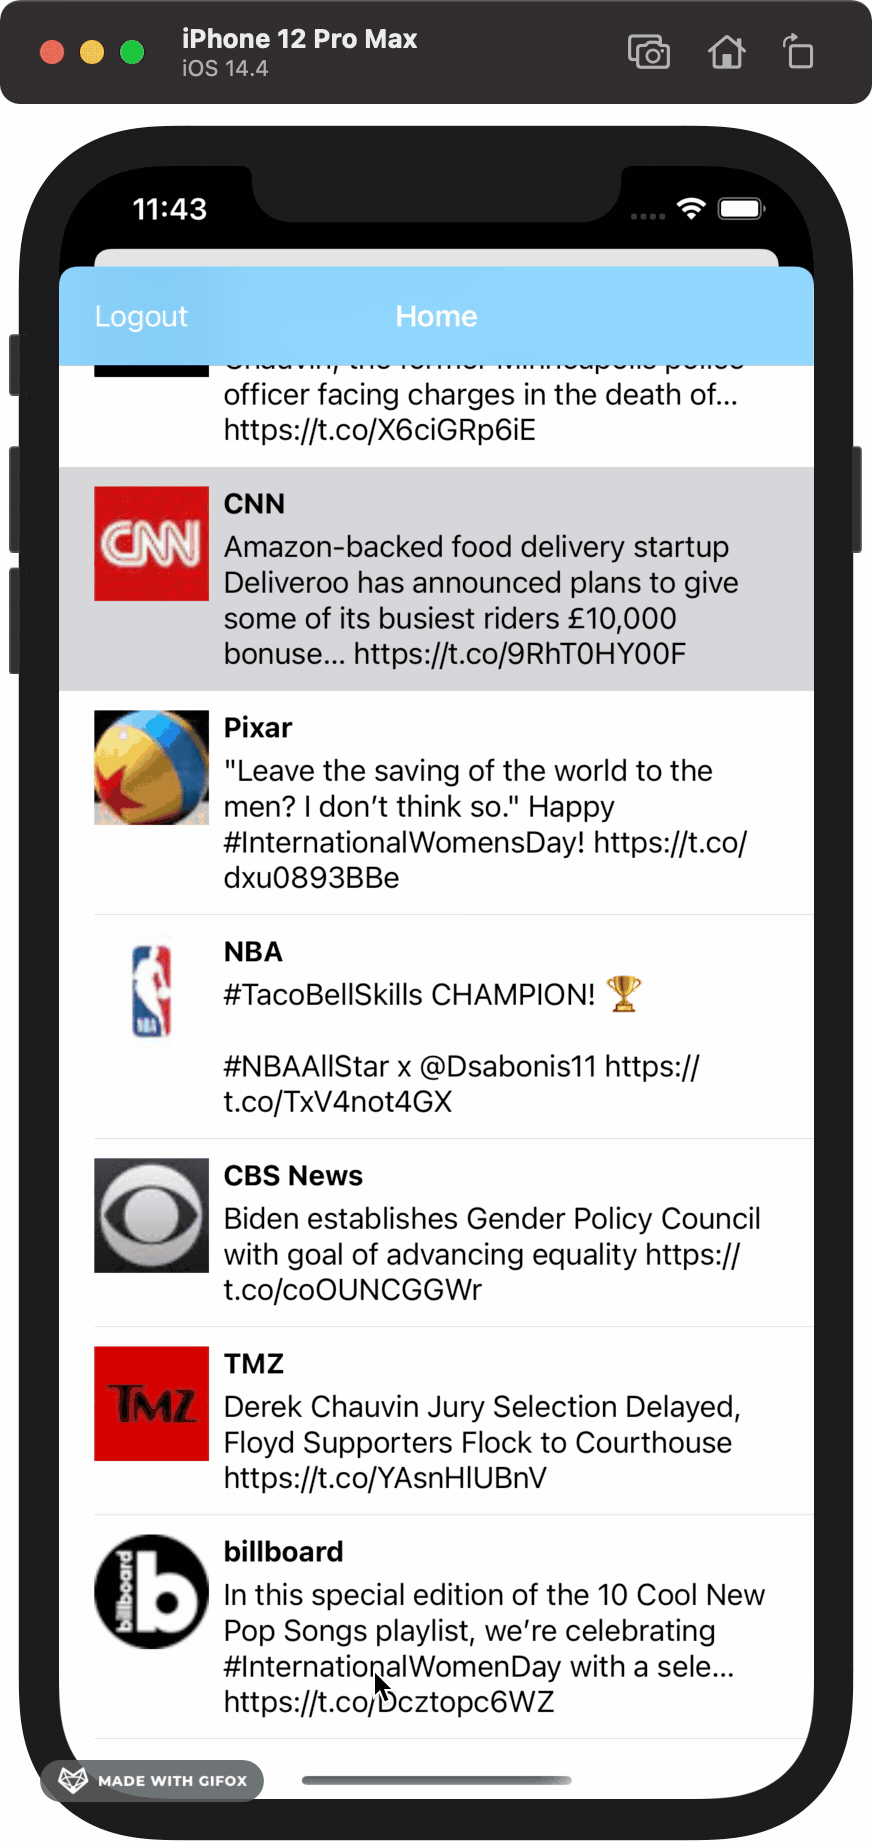 iPhone 12 Pro Max
iOS 14.4
11:43
Logout
Home
Chauvin, the former Minneapolis police
officer facing charges in the death of...
https://t.co/X6ciGRp6iE
CNN
CNN
Amazon-backed food delivery startup
Deliveroo has announced plans to give
some of its busiest riders £10,000
bonuse... https://t.co/9RhT0HY00F
Pixar
"Leave the saving of the world to the
men? I don’t think so." Happy
#InternationalWomensDay! https://t.co/
dxu0893BBe
NBA
NBA
#TacoBellSkills CHAMPION! 🏆
#NBAAllStar x @Dsabonis11 https://
t.co/TxV4not4GX
CBS News
Biden establishes Gender Policy Council
with goal of advancing equality https://
t.co/coOUNCGGWr
TMZ
TMZ
Derek Chauvin Jury Selection Delayed,
Floyd Supporters Flock to Courthouse
https://t.co/YAsnHlUBnV
billboard
b
billboard
In this special edition of the 10 Cool New
Pop Songs playlist, we’re celebrating
#InternationalWomenDay with a sele...
https://t.co/Dcztopc6WZ
MADE WITH GIFOX